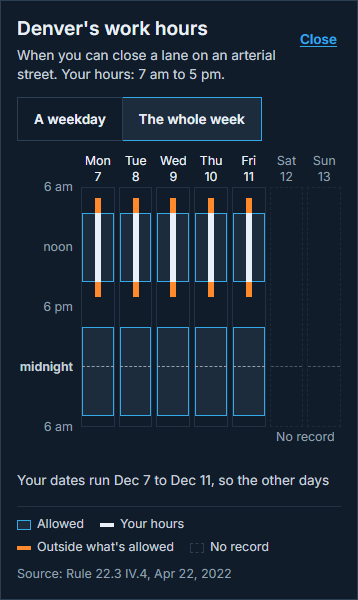 Denver's work hours
Close
When you can close a lane on an arterial
street. Your hours: 7 am to 5 pm.
A weekday The whole week
Mon Tue Wed Thu Fri Sat Sun
7 8 9 10 11 12 13
6 am
noon
6 pm
midnight
6 am
No record
Your dates run Dec 7 to Dec 11, so the other days
Allowed Your hours
Outside what's allowed No record
Source: Rule 22.3 IV.4, Apr 22, 2022